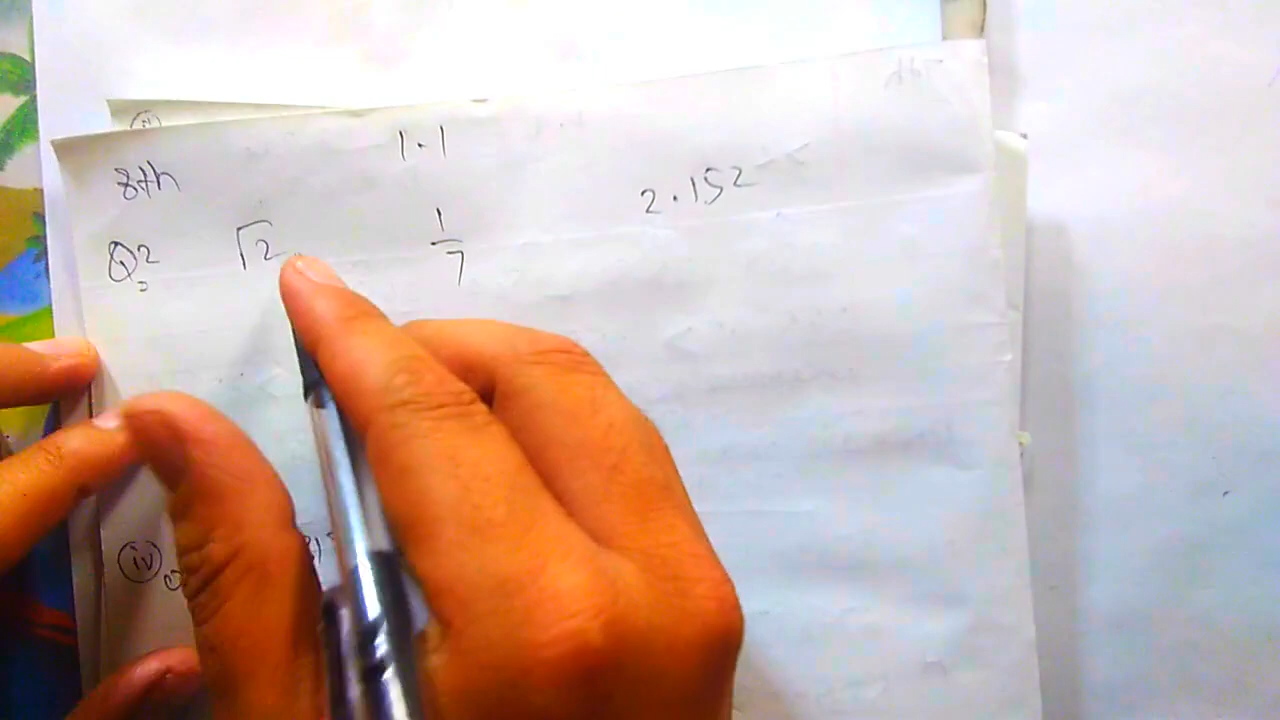 1.1
8th
2.152
Q2 √2 1/7
(iv)